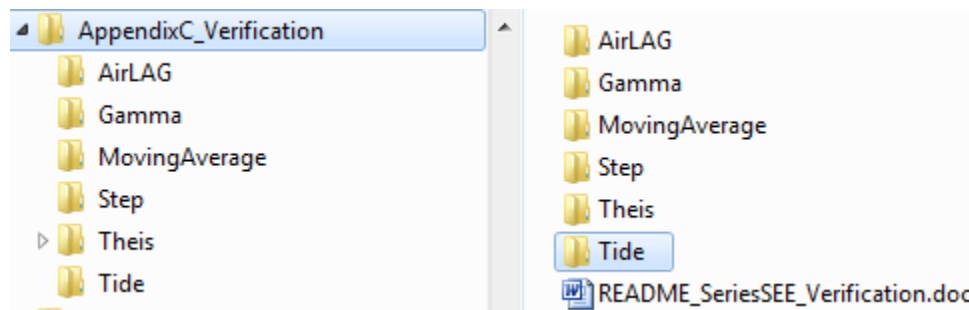 AppendixC_Verification
AirLAG
Gamma
MovingAverage
Step
Theis
Tide
AirLAG
Gamma
MovingAverage
Step
Theis
Tide
README_SeriesSEE_Verification.doc